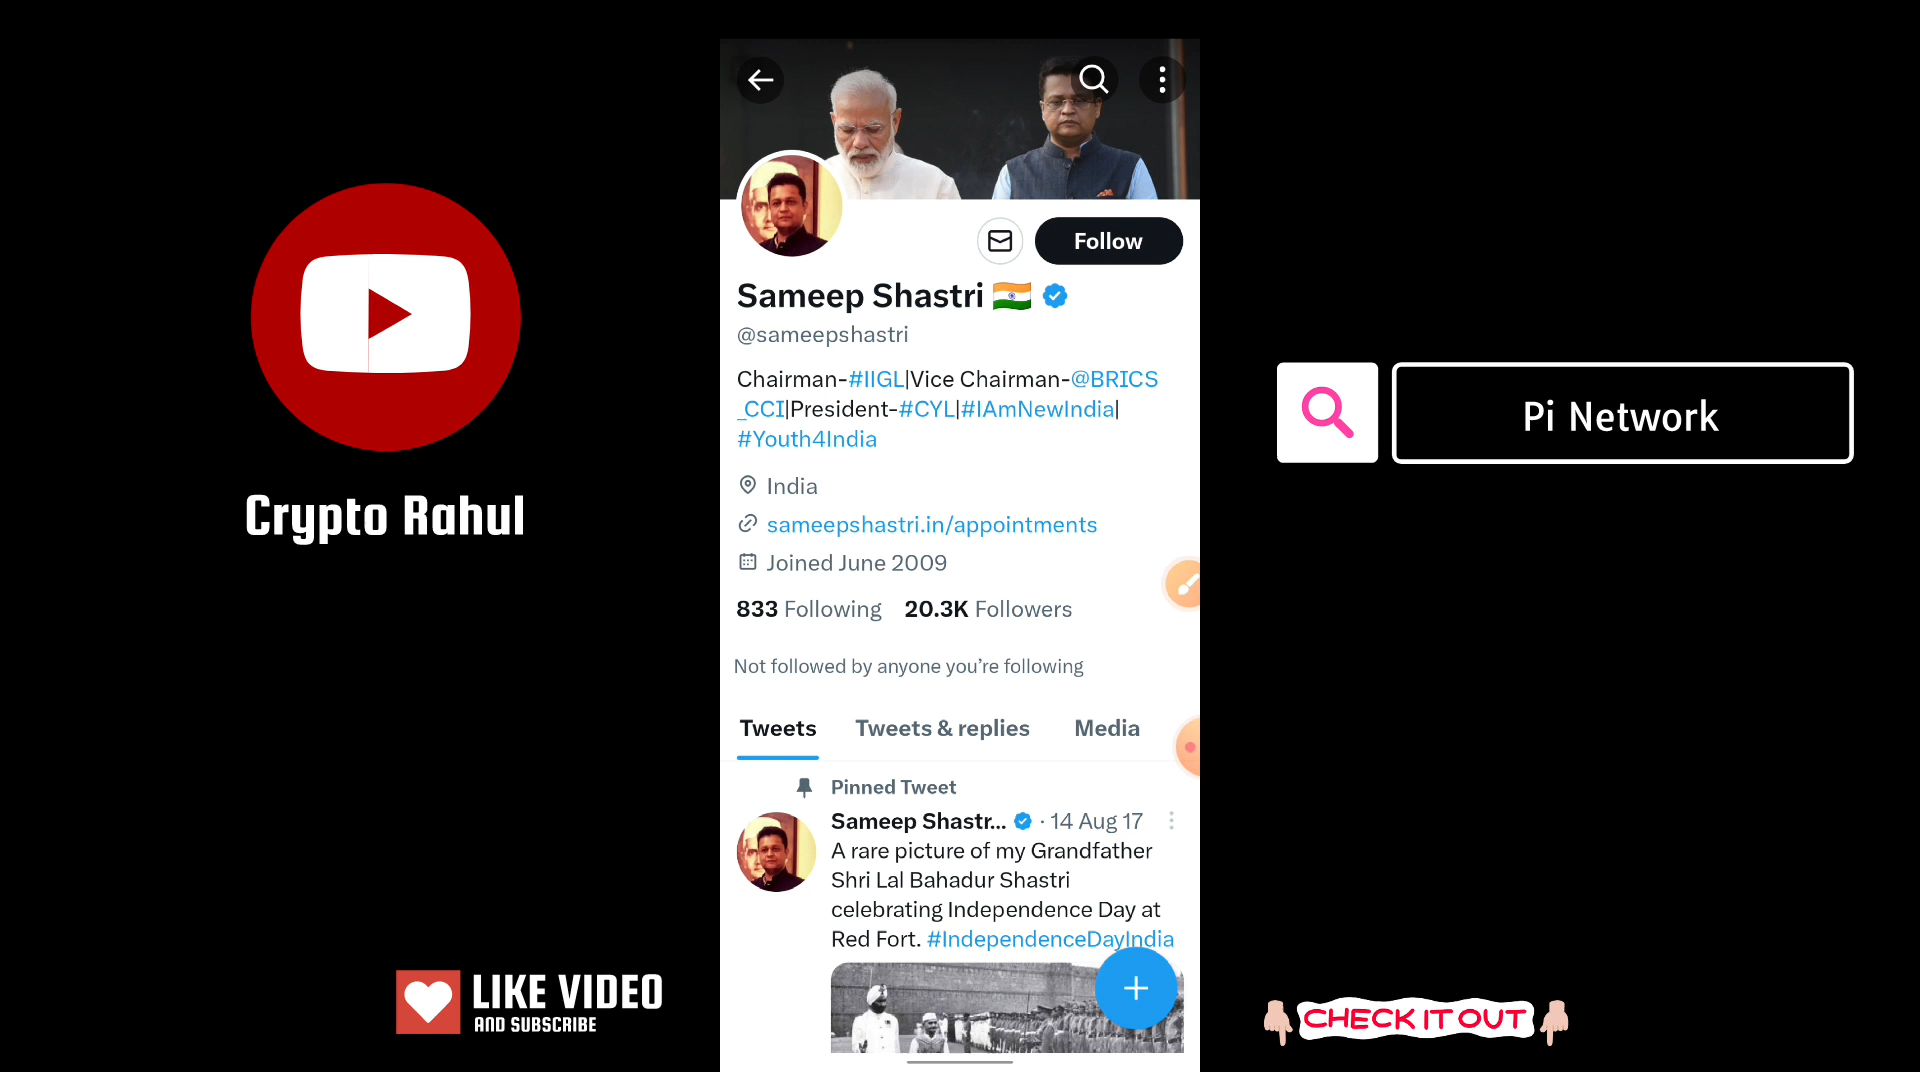 Follow
Sameep Shastri
@sameepshastri
Chairman-#IIGL|Vice Chairman-@BRICS
_CCI|President-#CYL|#IAmNewIndia|
#Youth4India
India
sameepshastri.in/appointments
Joined June 2009
833 Following 20.3K Followers
Not followed by anyone you're following
Tweets Tweets & replies Media
Pinned Tweet
Sameep Shastr... · 14 Aug 17
A rare picture of my Grandfather
Shri Lal Bahadur Shastri
celebrating Independence Day at
Red Fort. #IndependenceDayIndia
Crypto Rahul
LIKE VIDEO
AND SUBSCRIBE
Pi Network
CHECK IT OUT